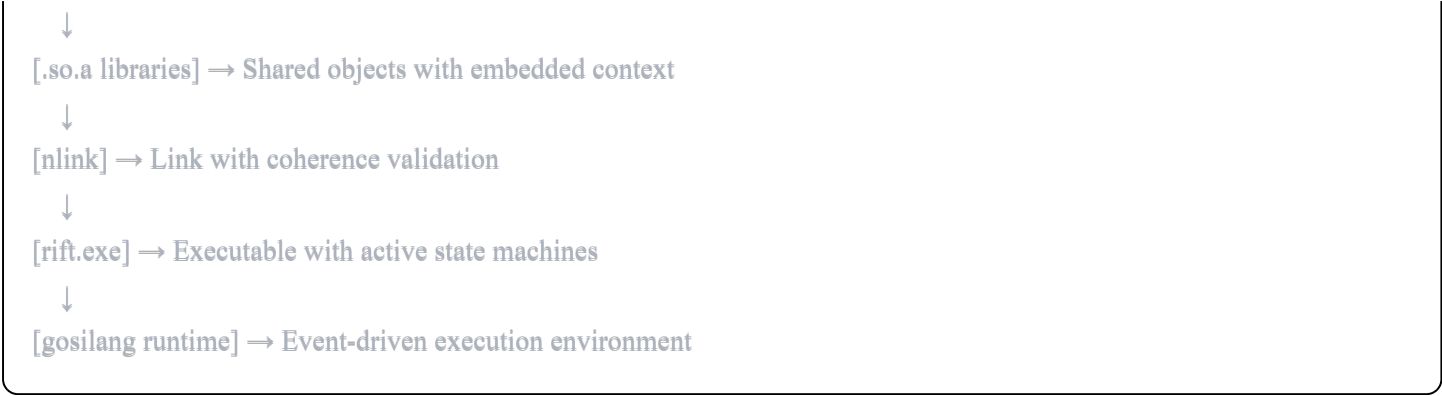 ↓
[.so.a libraries] → Shared objects with embedded context
↓
[nlink] → Link with coherence validation
↓
[rift.exe] → Executable with active state machines
↓
[gosilang runtime] → Event-driven execution environment